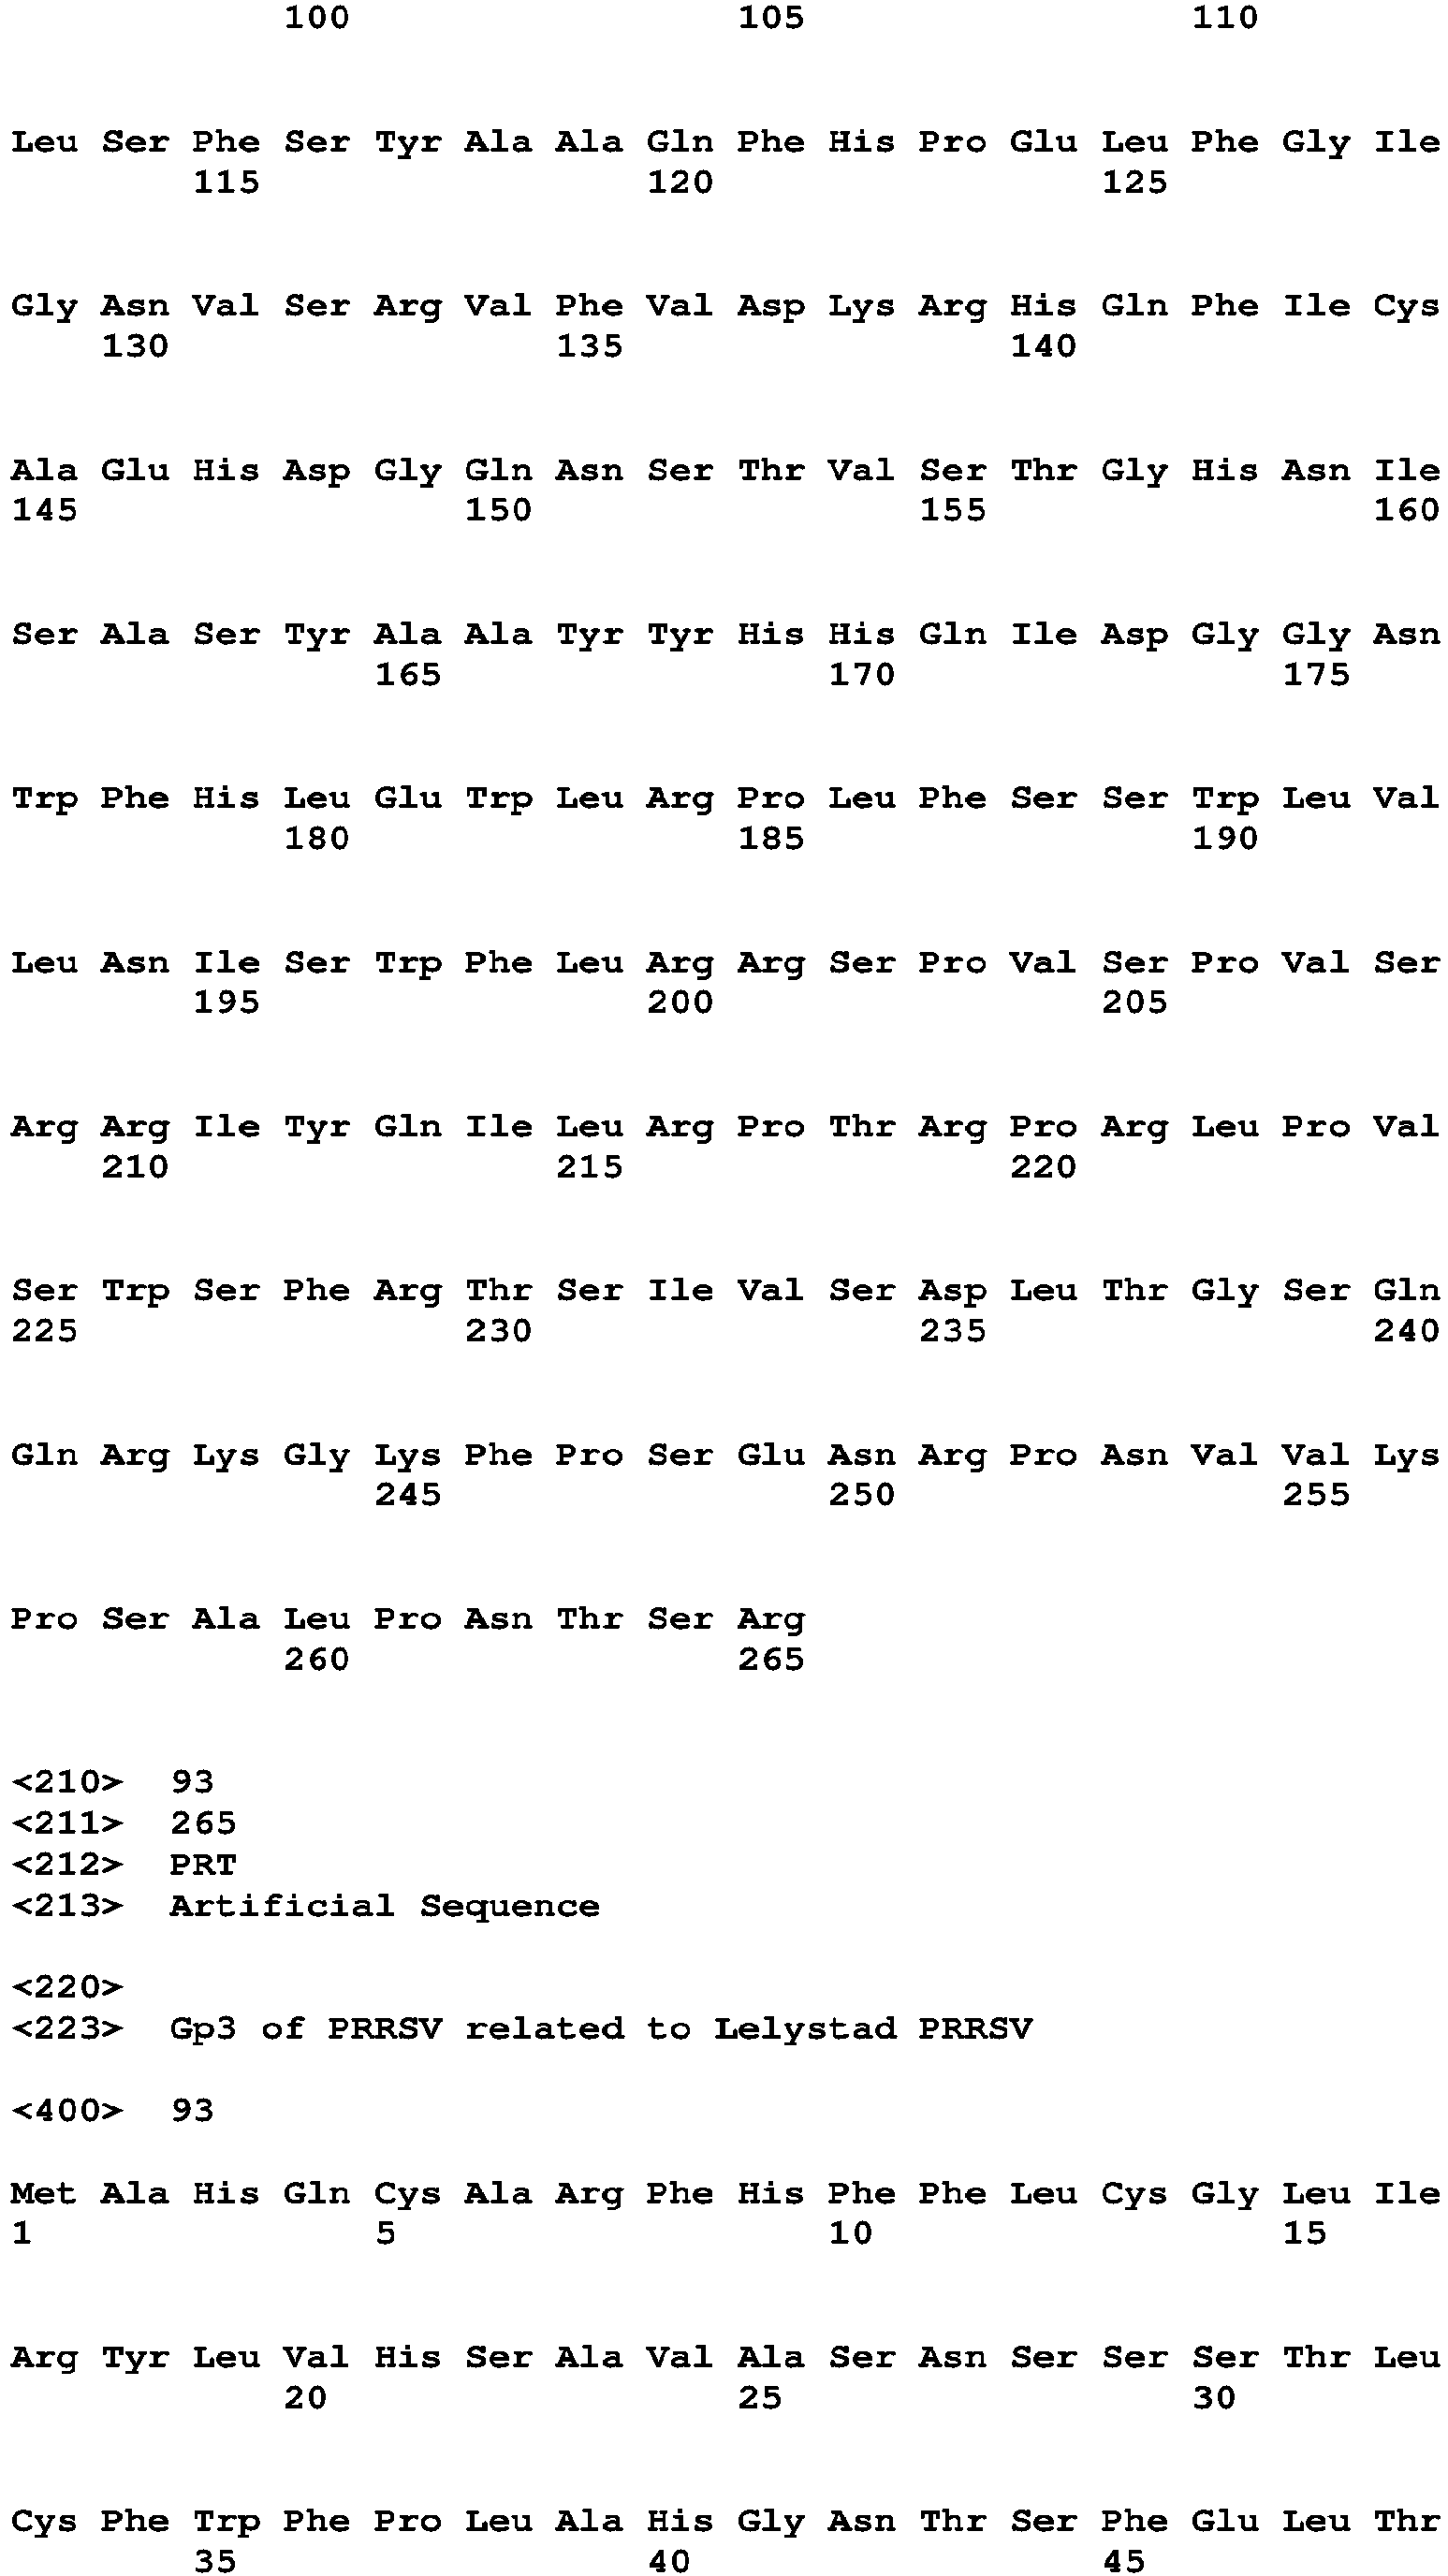 100 105 110
Leu Ser Phe Ser Tyr Ala Ala Gln Phe His Pro Glu Leu Phe Gly Ile
115 120 125
Gly Asn Val Ser Arg Val Phe Val Asp Lys Arg His Gln Phe Ile Cys
130 135 140
Ala Glu His Asp Gly Gln Asn Ser Thr Val Ser Thr Gly His Asn Ile
145 150 155 160
Ser Ala Ser Tyr Ala Ala Tyr Tyr His His Gln Ile Asp Gly Gly Asn
165 170 175
Trp Phe His Leu Glu Trp Leu Arg Pro Leu Phe Ser Ser Trp Leu Val
180 185 190
Leu Asn Ile Ser Trp Phe Leu Arg Arg Ser Pro Val Ser Pro Val Ser
195 200 205
Arg Arg Ile Tyr Gln Ile Leu Arg Pro Thr Arg Pro Arg Leu Pro Val
210 215 220
Ser Trp Ser Phe Arg Thr Ser Ile Val Ser Asp Leu Thr Gly Ser Gln
225 230 235 240
Gln Arg Lys Gly Lys Phe Pro Ser Glu Asn Arg Pro Asn Val Val Lys
245 250 255
Pro Ser Ala Leu Pro Asn Thr Ser Arg
260 265
<210> 93
<211> 265
<212> PRT
<213> Artificial Sequence
<220>
<223> Gp3 of PRRSV related to Lelystad PRRSV
<400> 93
Met Ala His Gln Cys Ala Arg Phe His Phe Phe Leu Cys Gly Leu Ile
1 5 10 15
Arg Tyr Leu Val His Ser Ala Val Ala Ser Asn Ser Ser Ser Thr Leu
20 25 30
Cys Phe Trp Phe Pro Leu Ala His Gly Asn Thr Ser Phe Glu Leu Thr
35 40 45